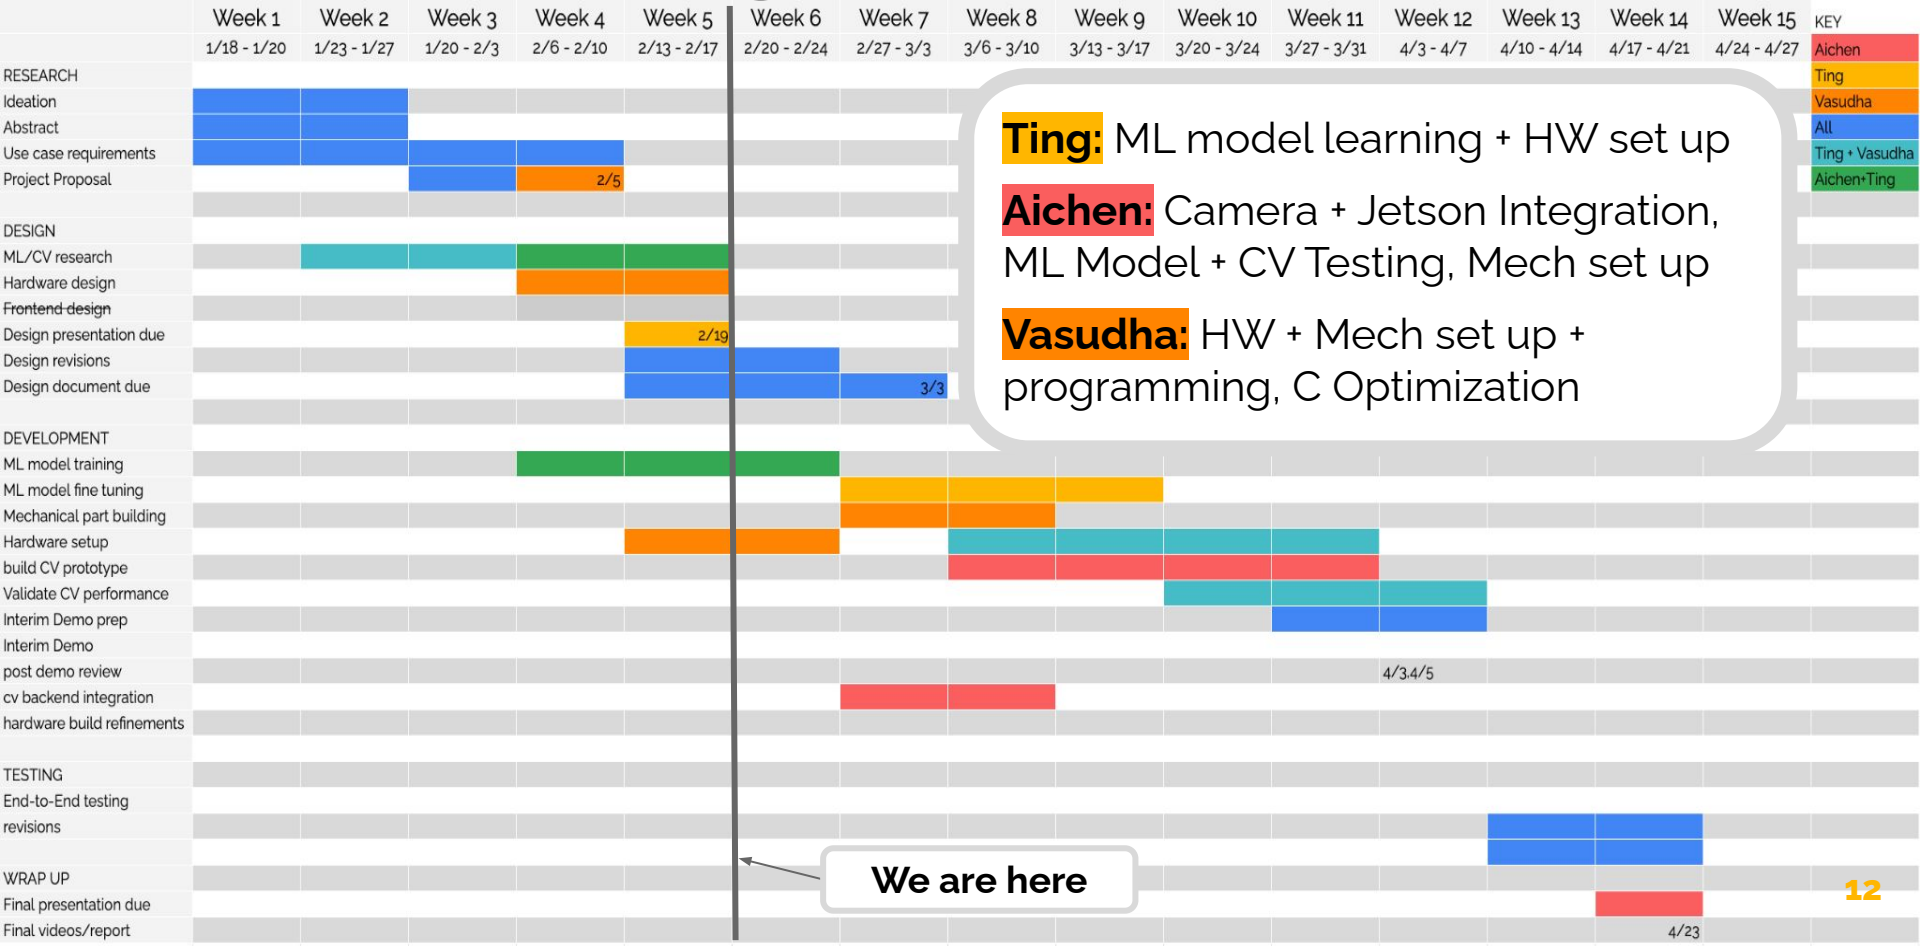 Week 1 Week 2 Week 3 Week 4 Week 5 Week 6 Week 7 Week 8 Week 9 Week 10 Week 11 Week 12 Week 13 Week 14 Week 15 KEY
1/18 - 1/20 1/23 - 1/27 1/20 - 2/3 2/6 - 2/10 2/13 - 2/17 2/20 - 2/24 2/27 - 3/3 3/6 - 3/10 3/13 - 3/17 3/20 - 3/24 3/27 - 3/31 4/3 - 4/7 4/10 - 4/14 4/17 - 4/21 4/24 - 4/27 Aichen
RESEARCH Ting
Ideation Vasudha
Abstract All
Use case requirements Ting + Vasudha
Project Proposal 2/5 Aichen+Ting
DESIGN
ML/CV research
Hardware design
Frontend design
Design presentation due 2/19
Design revisions
Design document due 3/3
Ting: ML model learning + HW set up
Aichen: Camera + Jetson Integration,
ML Model + CV Testing, Mech set up
Vasudha: HW + Mech set up +
programming, C Optimization
DEVELOPMENT
ML model training
ML model fine tuning
Mechanical part building
Hardware setup
build CV prototype
Validate CV performance
Interim Demo prep
Interim Demo
post demo review 4/3.4/5
cv backend integration
hardware build refinements
TESTING
End-to-End testing
revisions
We are here
WRAP UP
12
Final presentation due
Final videos/report 4/23